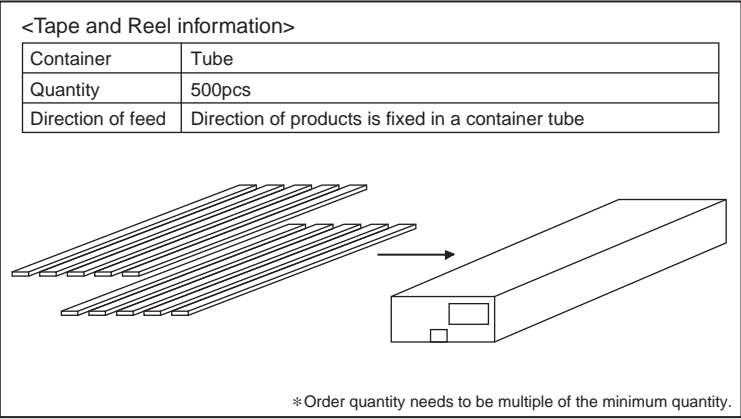 <Tape and Reel information>
Container Tube
Quantity 500pcs
Direction of feed Direction of products is fixed in a container tube
＊Order quantity needs to be multiple of the minimum quantity.